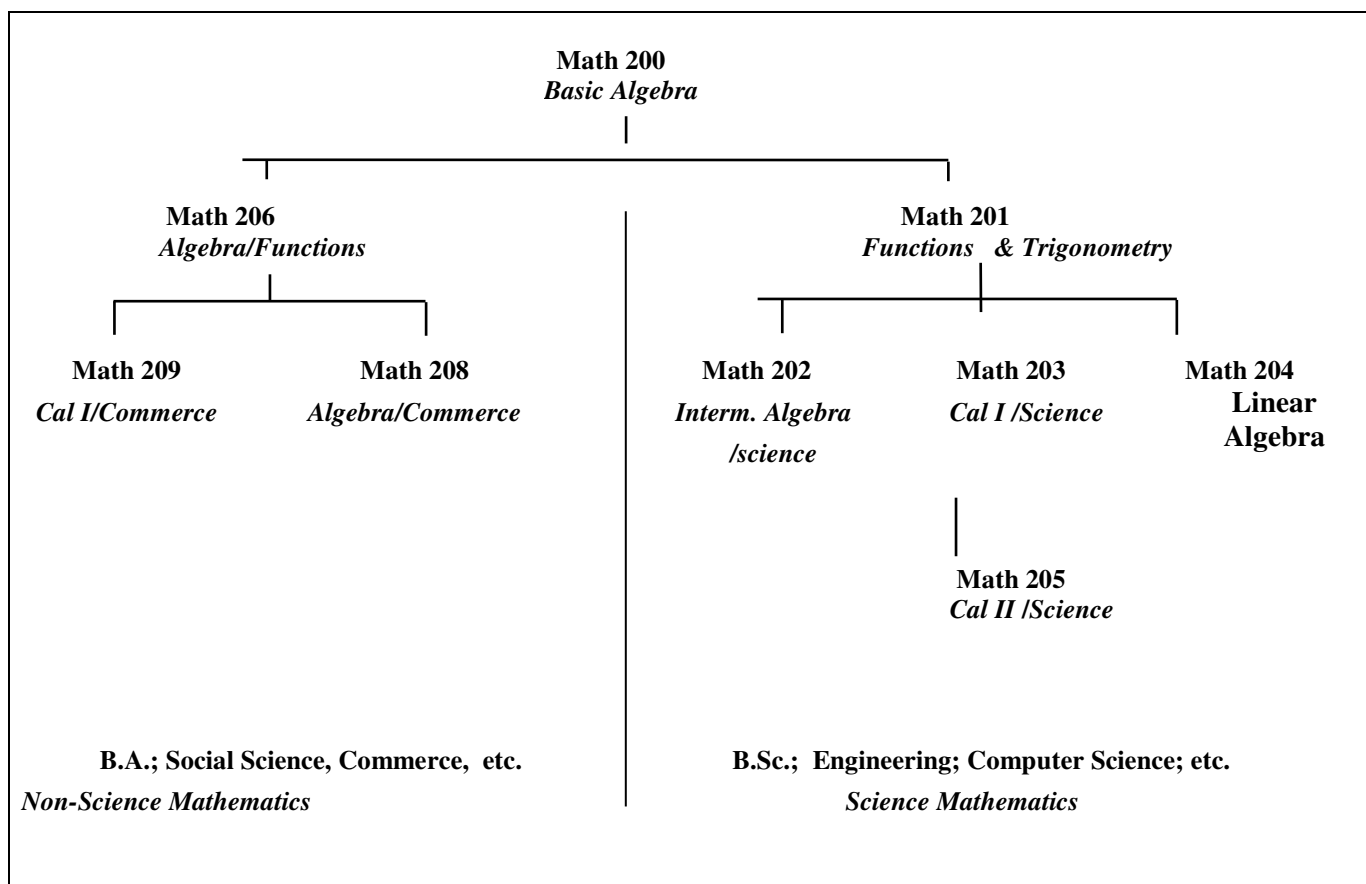 Math 200
Basic Algebra
Math 206
Algebra/Functions
Math 201
Functions & Trigonometry
Math 209
Cal I/Commerce
Math 208
Algebra/Commerce
Math 202
Interm. Algebra
/science
Math 203
Cal I /Science
Math 204
Linear
Algebra
Math 205
Cal II /Science
B.A.; Social Science, Commerce, etc.
Non-Science Mathematics
B.Sc.; Engineering; Computer Science; etc.
Science Mathematics